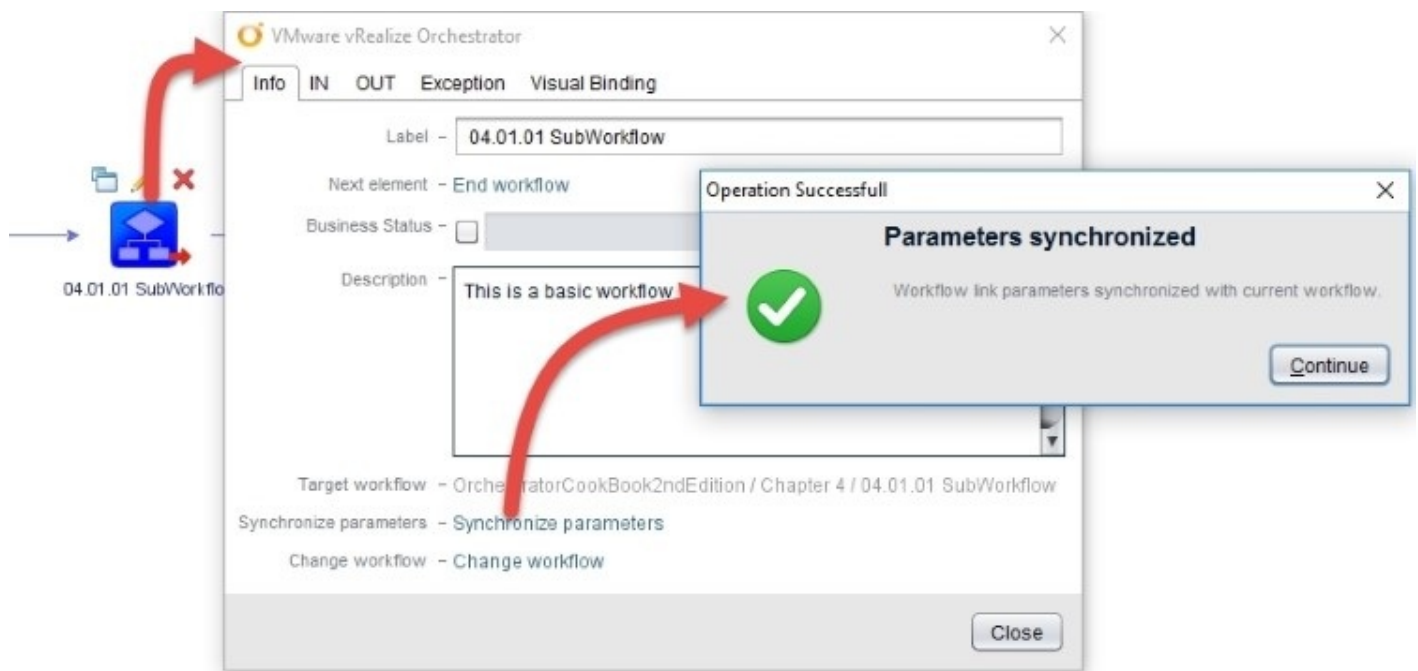 VMware vRealize Orchestrator
Info IN OUT Exception Visual Binding
Label - 04.01.01 SubWorkflow
Next element - End workflow
Business Status -
Description - This is a basic workflow
04.01.01 SubWorkflo
Operation Successfull
Parameters synchronized
Workflow link parameters synchronized with current workflow.
Continue
Target workflow - OrchestratorCookBook2ndEdition / Chapter 4 / 04.01.01 SubWorkflow
Synchronize parameters - Synchronize parameters
Change workflow - Change workflow
Close